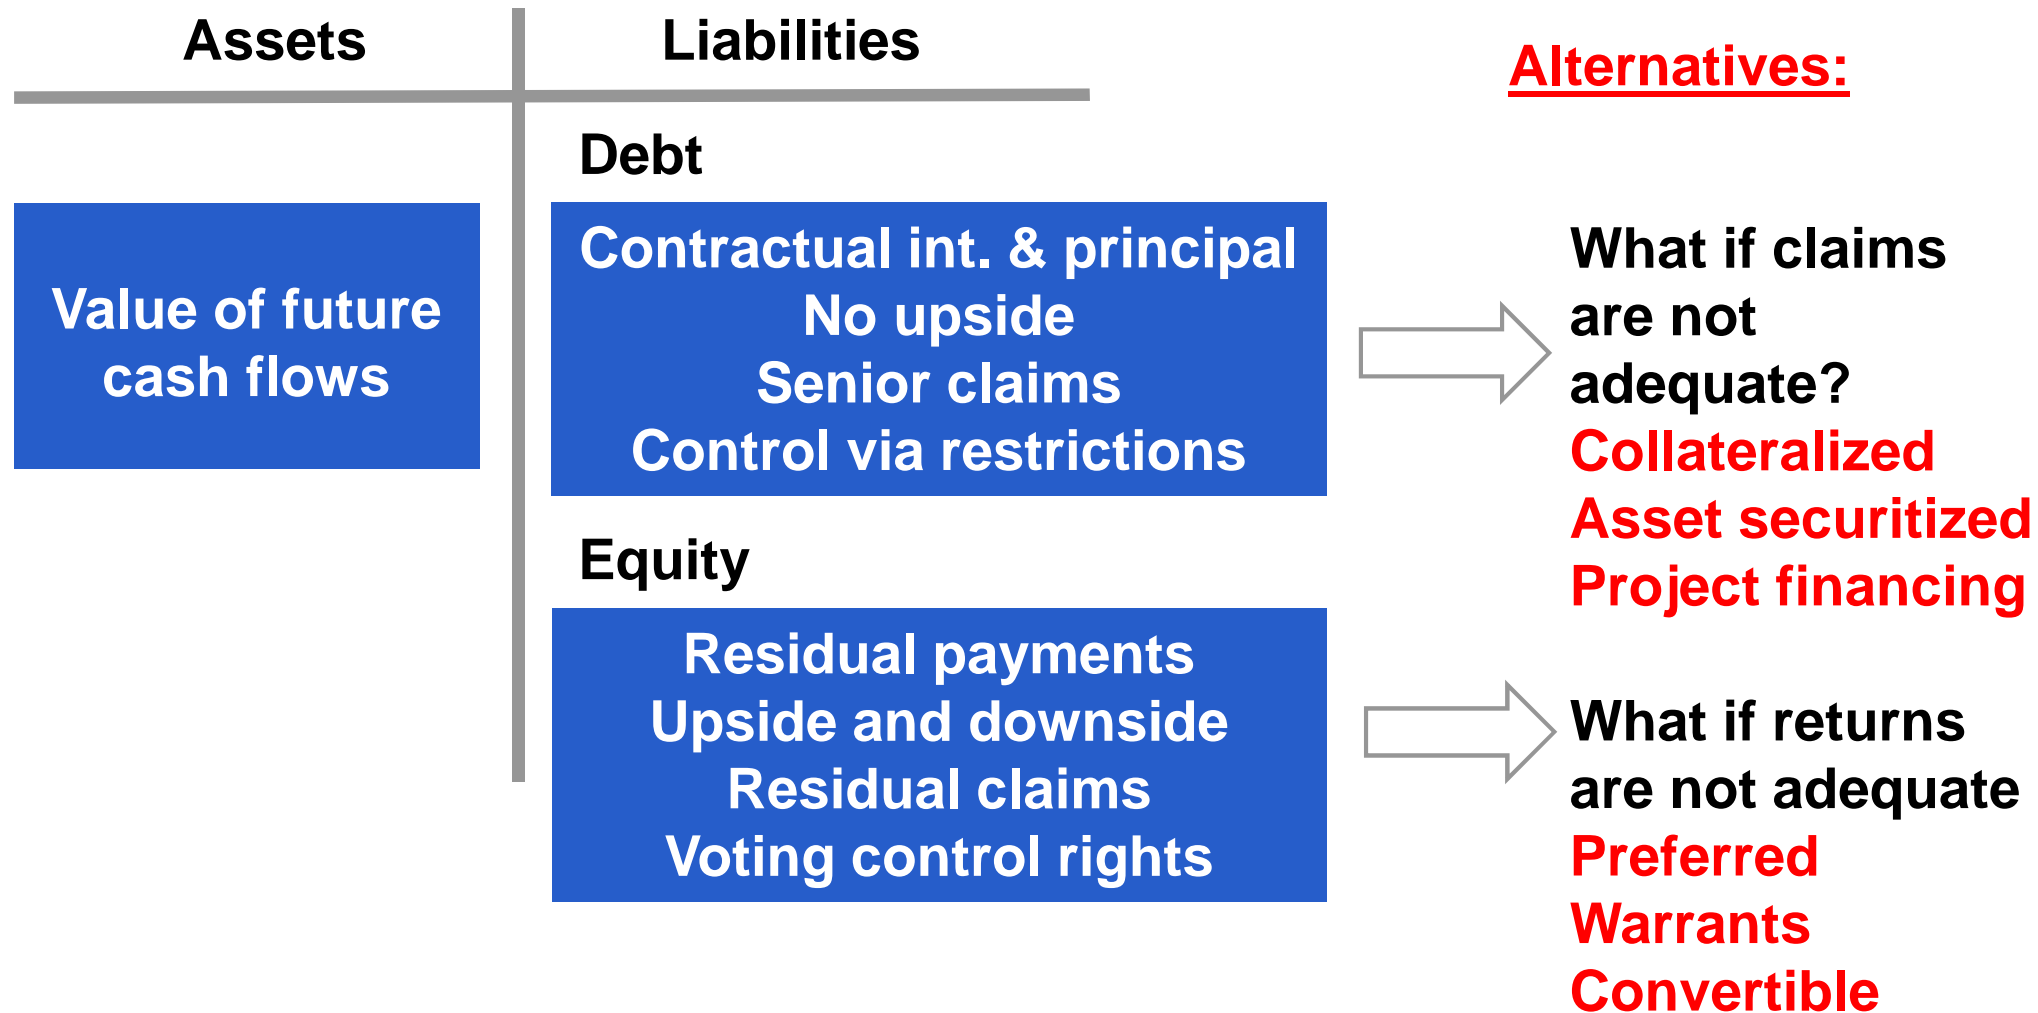 Assets
Liabilities
Alternatives:
Debt
Value of future
cash flows
Contractual int. & principal
No upside
Senior claims
Control via restrictions
What if claims
are not
adequate?
Collateralized
Asset securitized
Project financing
Equity
Residual payments
Upside and downside
Residual claims
Voting control rights
What if returns
are not adequate
Preferred
Warrants
Convertible